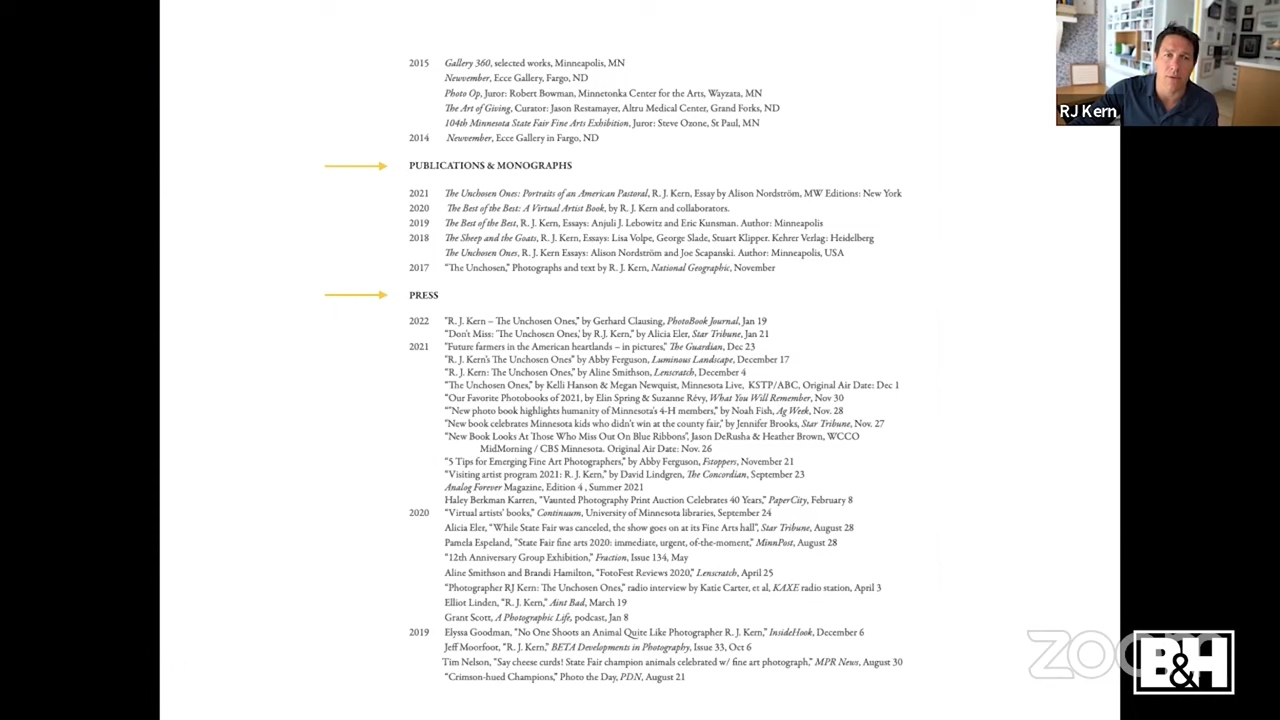 2015 Gallery 360, selected works, Minneapolis, MN
Newvember, Ecce Gallery, Fargo, ND
Photo Op, Juror: Robert Bowman, Minnetonka Center for the Arts, Wayzata, MN
The Art of Giving, Curator: Jason Restamayer, Altru Medical Center, Grand Forks, ND
104th Minnesota State Fair Fine Arts Exhibition, Juror: Steve Ozone, St Paul, MN
2014 Newvember, Ecce Gallery in Fargo, ND
PUBLICATIONS & MONOGRAPHS
2021 The Unchosen Ones: Portraits of an American Pastoral, R. J. Kern, Essay by Alison Nordström, MW Editions: New York
2020 The Best of the Best: A Virtual Artist Book, by R. J. Kern and collaborators.
2019 The Best of the Best, R. J. Kern, Essays: Anjuli J. Lebowitz and Eric Kunsman. Author: Minneapolis
2018 The Sheep and the Goats, R. J. Kern, Essays: Lisa Volpe, George Slade, Stuart Klipper. Kehrer Verlag: Heidelberg
The Unchosen Ones, R. J. Kern Essays: Alison Nordström and Joe Scapanski. Author: Minneapolis, USA
2017 “The Unchosen,” Photographs and text by R. J. Kern, National Geographic, November
PRESS
2022 “R. J. Kern – The Unchosen Ones,” by Gerhard Clausing, PhotoBook Journal, Jan 19
“Don’t Miss: ‘The Unchosen Ones,’ by R.J. Kern,” by Alicia Eler, Star Tribune, Jan 21
2021 “Future farmers in the American heartlands – in pictures,” The Guardian, Dec 23
“R. J. Kern’s The Unchosen Ones” by Abby Ferguson, Luminous Landscape, December 17
“R. J. Kern: The Unchosen Ones,” by Aline Smithson, Lenscratch, December 4
“The Unchosen Ones,” by Kelli Hanson & Megan Newquist, Minnesota Live, KSTP/ABC, Original Air Date: Dec 1
“Our Favorite Photobooks of 2021, by Elin Spring & Suzanne Révy, What You Will Remember, Nov 30
“”New photo book highlights humanity of Minnesota’s 4-H members,” by Noah Fish, Ag Week, Nov. 28
“New book celebrates Minnesota kids who didn’t win at the county fair,” by Jennifer Brooks, Star Tribune, Nov. 27
“New Book Looks At Those Who Miss Out On Blue Ribbons”, Jason DeRusha & Heather Brown, WCCO
MidMorning / CBS Minnesota. Original Air Date: Nov. 26
“5 Tips for Emerging Fine Art Photographers,” by Abby Ferguson, Fstoppers, November 21
“Visiting artist program 2021: R. J. Kern,” by David Lindgren, The Concordian, September 23
Analog Forever Magazine, Edition 4 , Summer 2021
Haley Berkman Karren, “Vaunted Photography Print Auction Celebrates 40 Years,” PaperCity, February 8
2020 “Virtual artists’ books,” Continuum, University of Minnesota libraries, September 24
Alicia Eler, “While State Fair was canceled, the show goes on at its Fine Arts hall”, Star Tribune, August 28
Pamela Espeland, “State Fair fine arts 2020: immediate, urgent, of-the-moment,” MinnPost, August 28
“12th Anniversary Group Exhibition,” Fraction, Issue 134, May
Aline Smithson and Brandi Hamilton, “FotoFest Reviews 2020,” Lenscratch, April 25
“Photographer RJ Kern: The Unchosen Ones,” radio interview by Katie Carter, et al, KAXE radio station, April 3
Elliot Linden, “R. J. Kern,” Aint Bad, March 19
Grant Scott, A Photographic Life, podcast, Jan 8
2019 Elyssa Goodman, “No One Shoots an Animal Quite Like Photographer R. J. Kern,” InsideHook, December 6
Jeff Moorfoot, “R. J. Kern,” BETA Developments in Photography, Issue 33, Oct 6
Tim Nelson, “Say cheese curds! State Fair champion animals celebrated w/ fine art photograph,” MPR News, August 30
“Crimson-hued Champions,” Photo the Day, PDN, August 21
RJ Kern
B&H